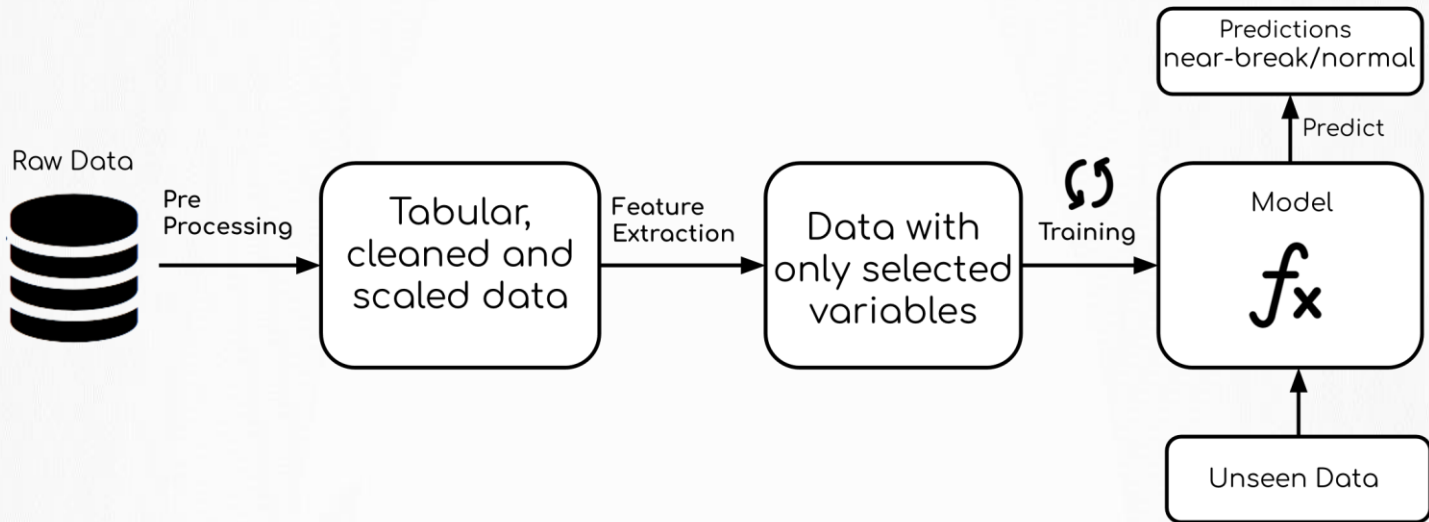 Raw Data
Pre
Processing
Tabular,
cleaned and
scaled data
Feature
Extraction
Data with
only selected
variables
Training
Model
fx
Predict
Predictions
near-break/normal
Unseen Data